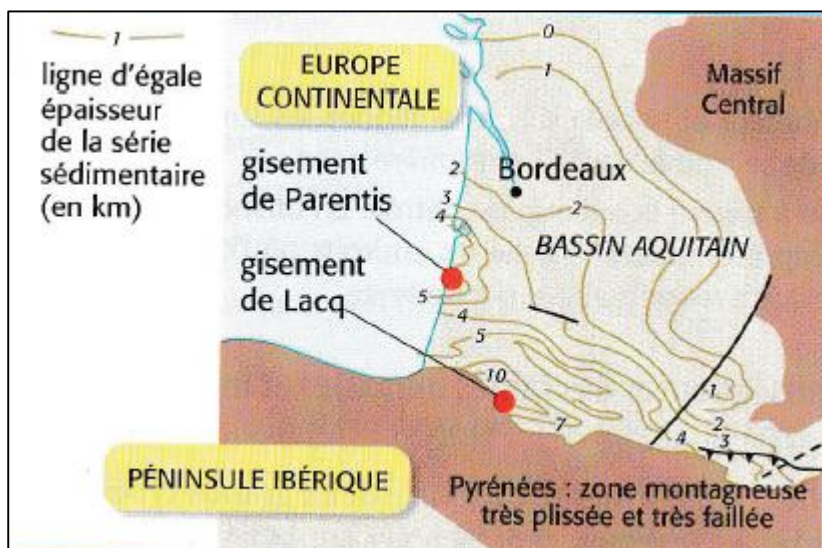 1
ligne d'égale
épaisseur
de la série
sédimentaire
(en km)
EUROPE
CONTINENTALE
gisement
de Parentis
gisement
de Lacq
PÉNINSULE IBÉRIQUE
0
1
Massif
Central
Bordeaux
2
3
4
2
BASSIN AQUITAIN
5
4
5
10
7
1
2
3
4
Pyrénées : zone montagneuse
très plissée et très faillée